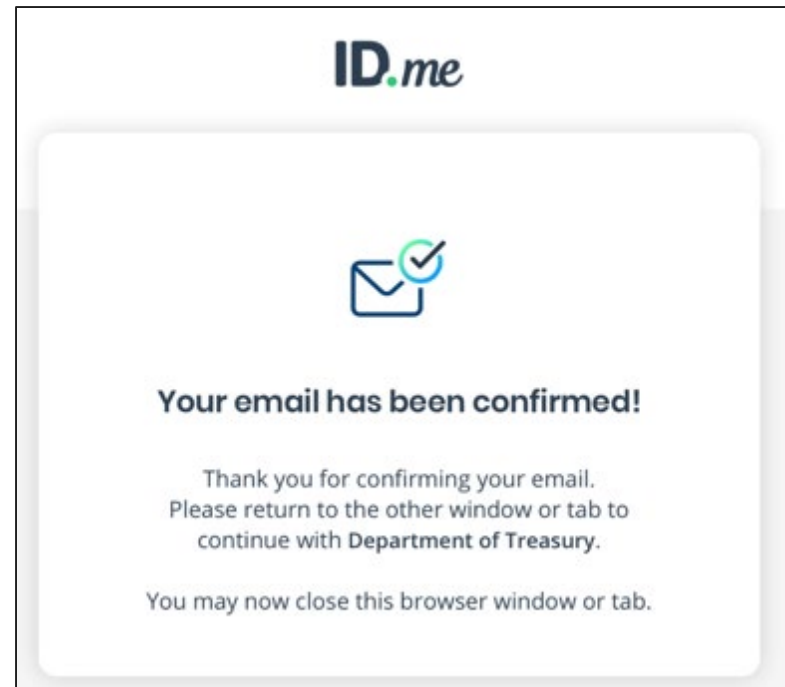 ID.me
Your email has been confirmed!
Thank you for confirming your email.
Please return to the other window or tab to
continue with Department of Treasury.
You may now close this browser window or tab.